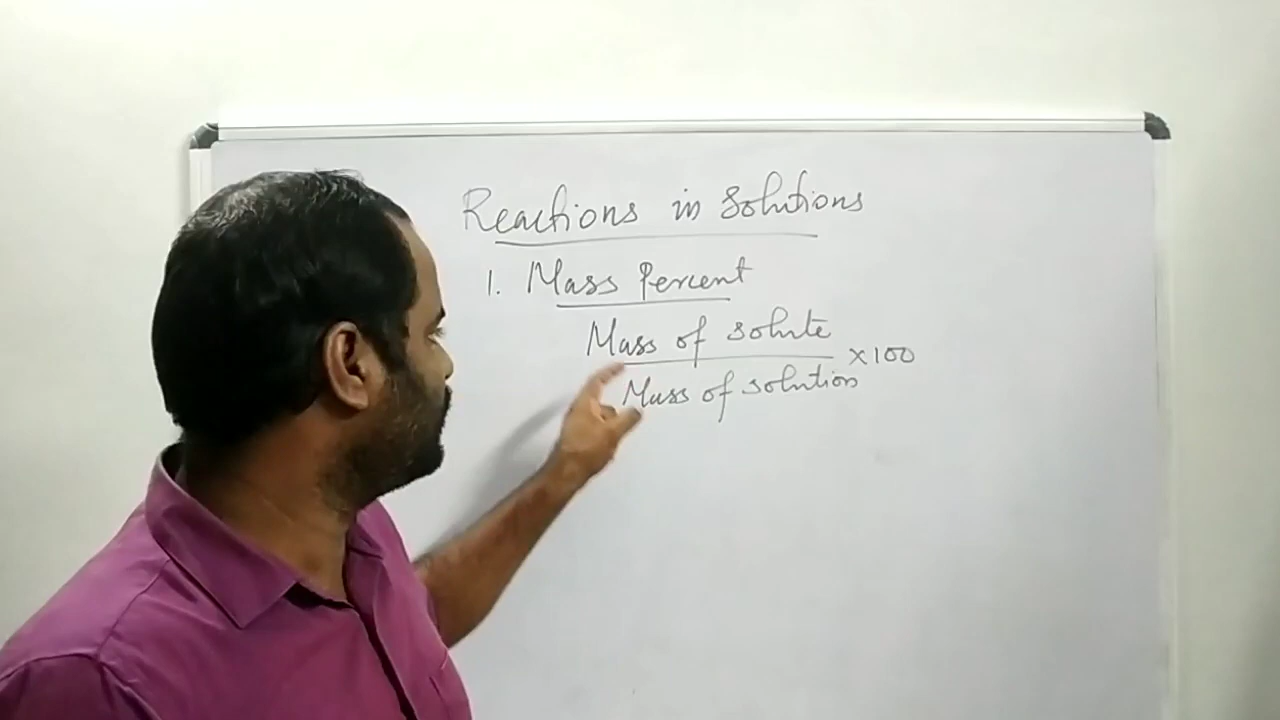 Reactions in Solutions
1. Mass Percent
Mass of solute
Mass of solution
×100